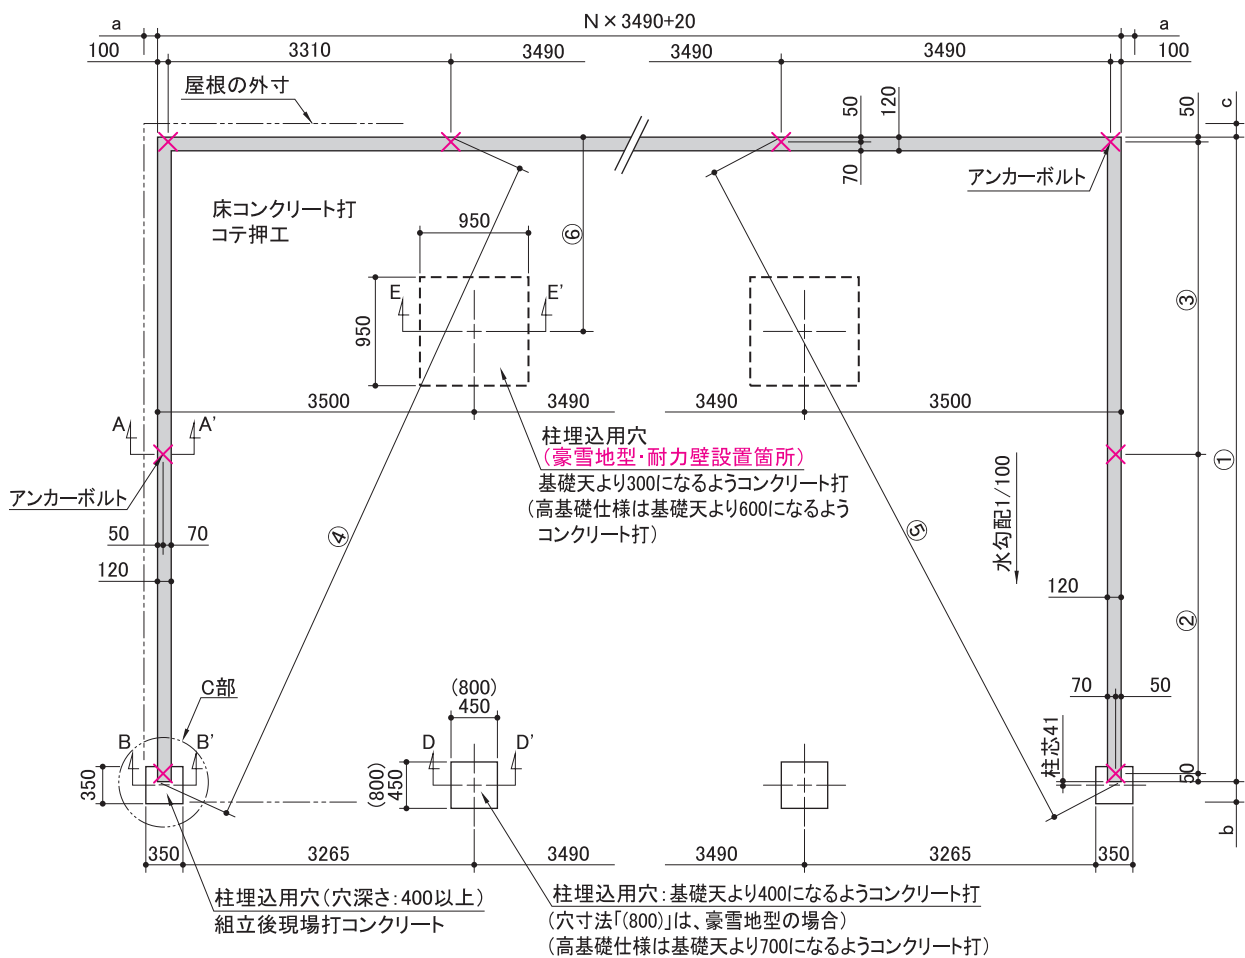 a
N×3490+20
a
100
3310
3490
3490
3490
100
屋根の外寸
50
120
50
c
70
アンカーボルト
床コンクリート打
コテ押工
950
⑥
E
E'
950
③
3500
3490
3490
3500
A
A'
柱埋込用穴
(豪雪地型・耐力壁設置箇所)
基礎天より300になるようコンクリート打
(高基礎仕様は基礎天より600になるよう
コンクリート打)
①
アンカーボルト
水勾配1/100
50
70
④
⑤
120
120
②
C部
(800)
450
70
50
B
B'
D
D'
柱芯41
350
(800)
450
50
b
350
3265
3490
3490
3265
350
柱埋込用穴(穴深さ:400以上)
組立後現場打コンクリート
柱埋込用穴:基礎天より400になるようコンクリート打
(穴寸法「(800)」は、豪雪地型の場合)
(高基礎仕様は基礎天より700になるようコンクリート打)